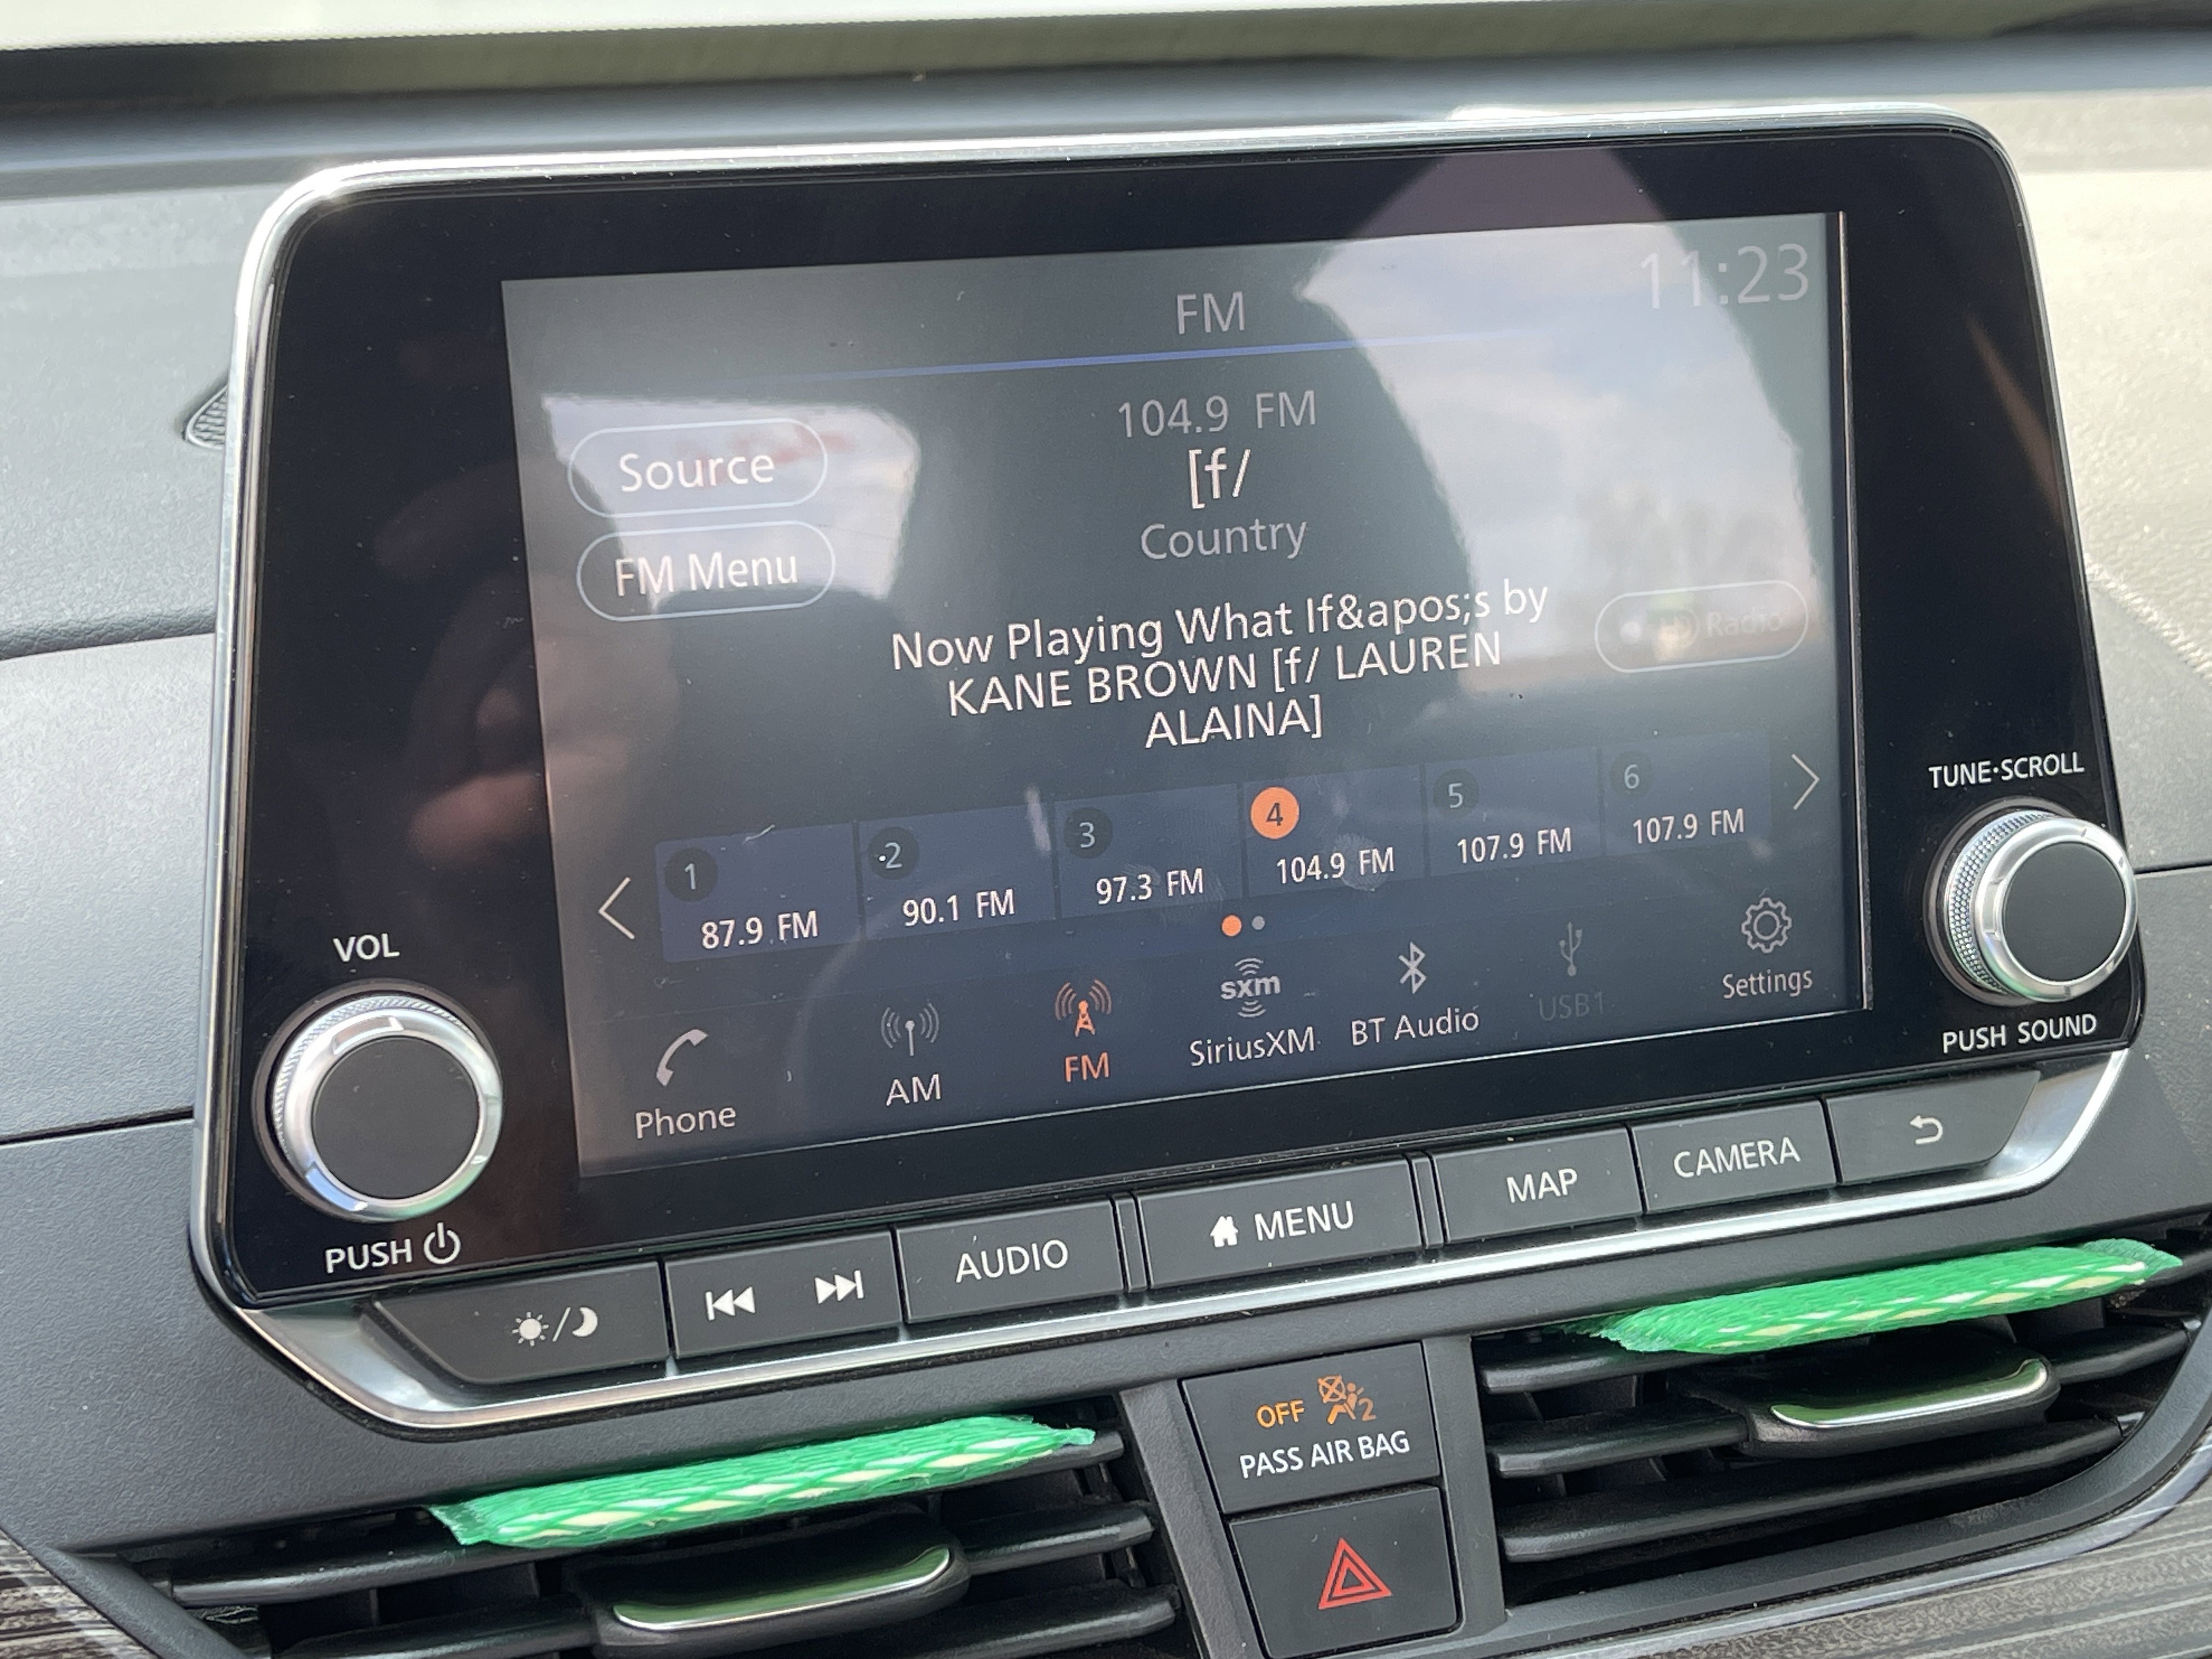 FM
11:23
104.9 FM
[f/
Country
Source
FM Menu
Now Playing What If&apos;s by
KANE BROWN [f/ LAUREN
ALAINA]
Radio
1
87.9 FM
2
90.1 FM
3
97.3 FM
4
104.9 FM
5
107.9 FM
6
107.9 FM
Phone
AM
FM
sxm
SiriusXM
BT Audio
USB1
Settings
VOL
PUSH
TUNE·SCROLL
PUSH SOUND
AUDIO
MENU
MAP
CAMERA
OFF
2
PASS AIR BAG